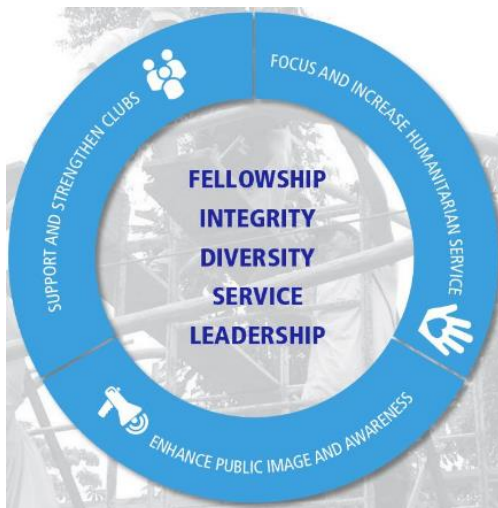 SUPPORT AND STRENGTHEN CLUBS
FOCUS AND INCREASE HUMANITARIAN SERVICE
FELLOWSHIP
INTEGRITY
DIVERSITY
SERVICE
LEADERSHIP
ENHANCE PUBLIC IMAGE AND AWARENESS